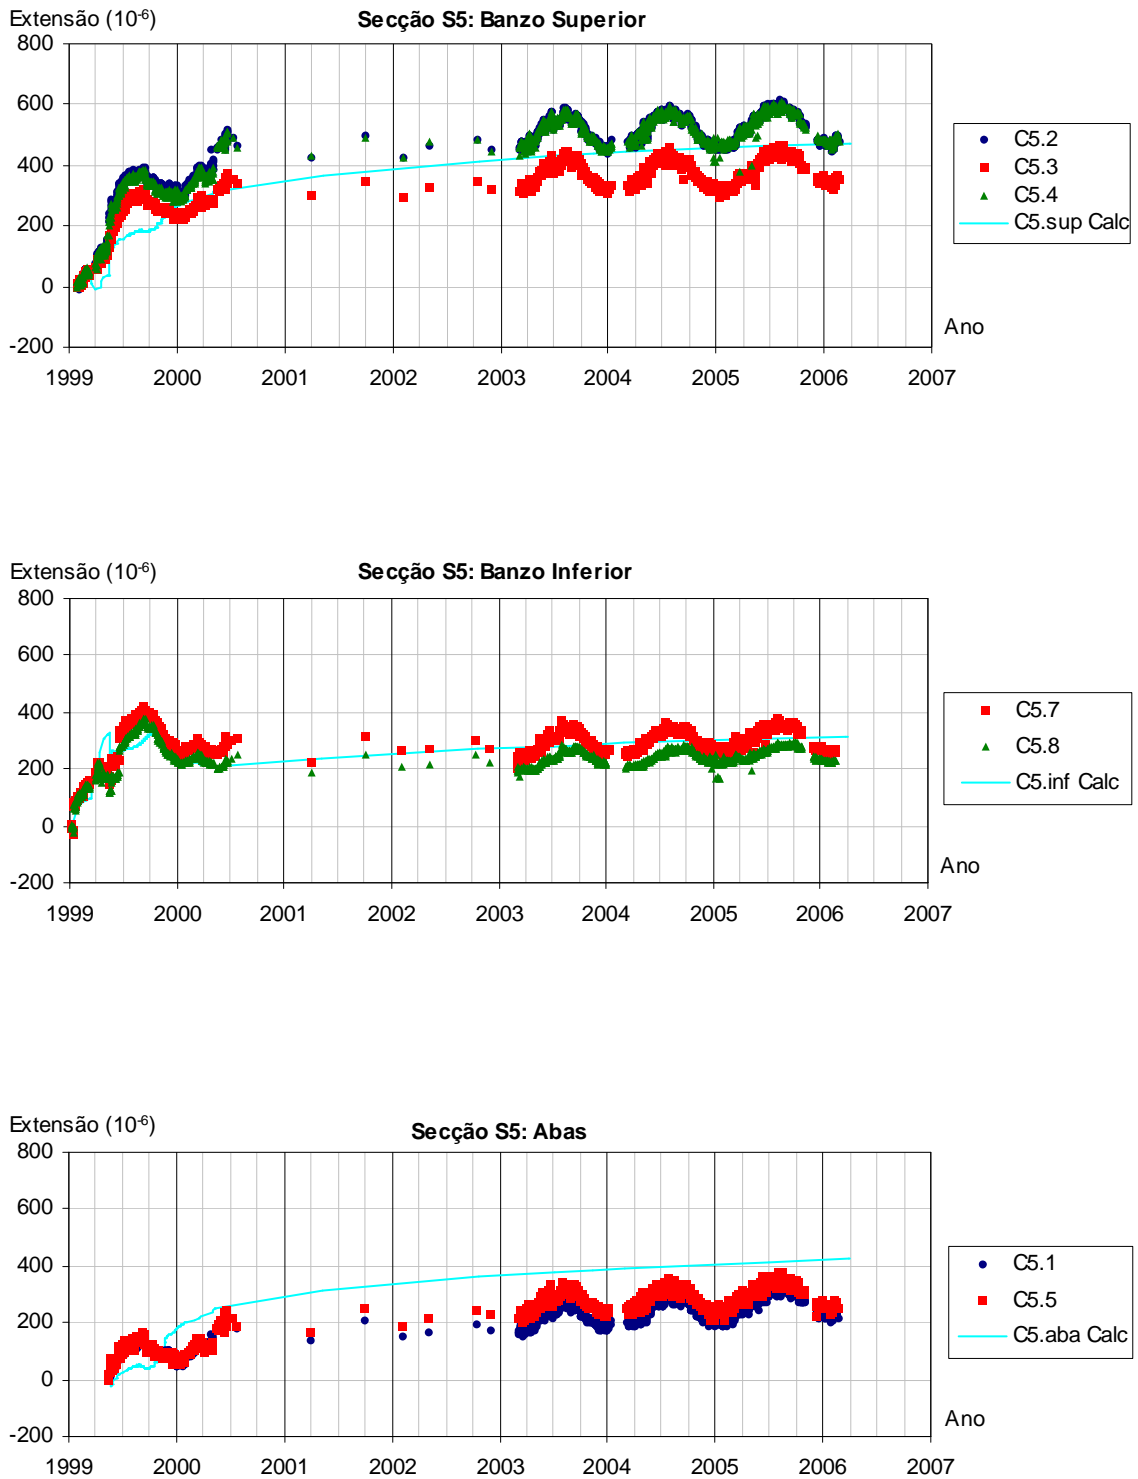 Extensão (10-6)
Secção S5: Banzo Superior
800
600
400
200
0
-200
1999 2000 2001 2002 2003 2004 2005 2006 2007
Ano
C5.2
C5.3
C5.4
C5.sup Calc
Extensão (10-6)
Secção S5: Banzo Inferior
800
600
400
200
0
-200
1999 2000 2001 2002 2003 2004 2005 2006 2007
Ano
C5.7
C5.8
C5.inf Calc
Extensão (10-6)
Secção S5: Abas
800
600
400
200
0
-200
1999 2000 2001 2002 2003 2004 2005 2006 2007
Ano
C5.1
C5.5
C5.aba Calc